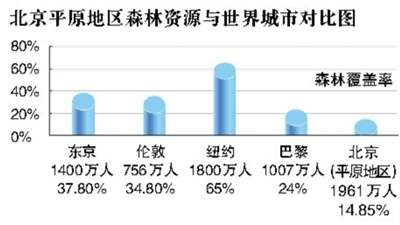 北京平原地区森林资源与世界城市对比图
80%
60%
40%
20%
0%
森林覆盖率
东京 伦敦 纽约 巴黎 北京
(平原地区)
1400万人 756万人 1800万人 1007万人 1961万人
37.80% 34.80% 65% 24% 14.85%